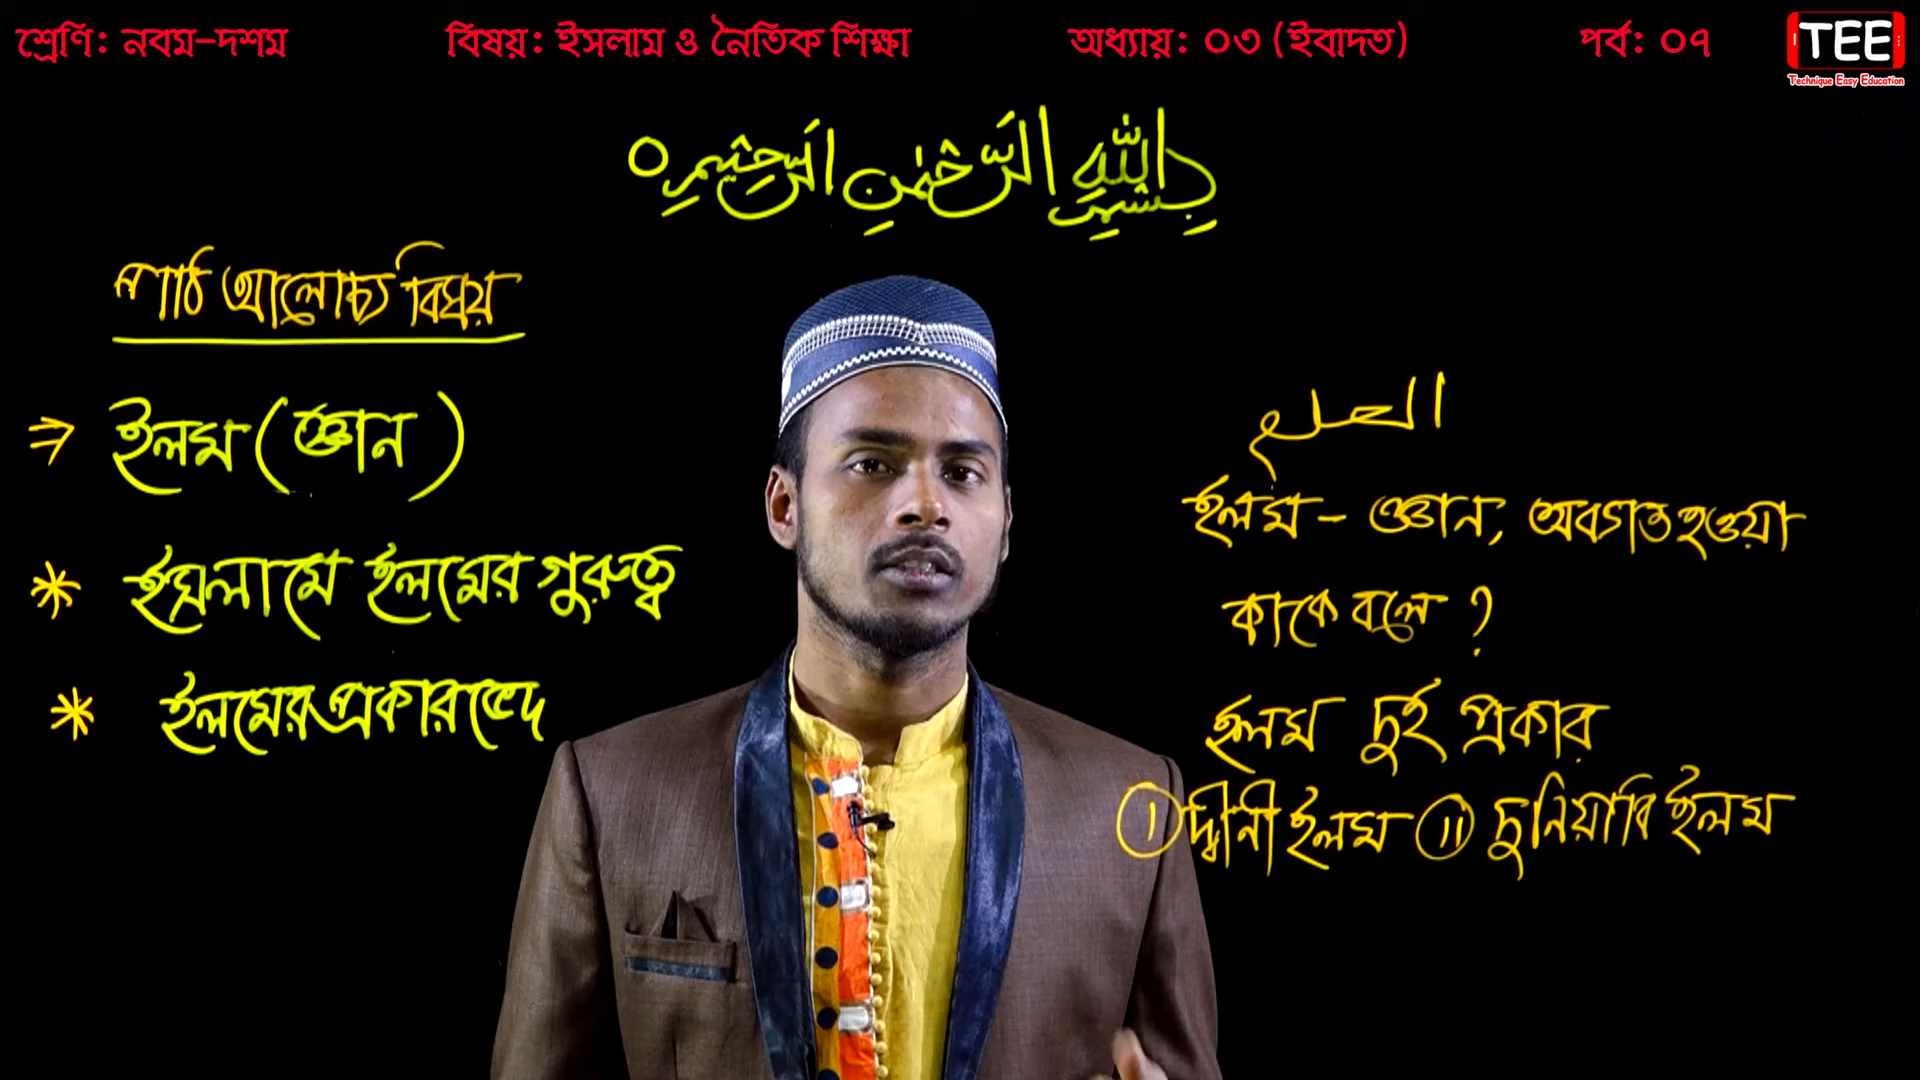 শ্রেণি: নবম-দশম বিষয়: ইসলাম ও নৈতিক শিক্ষা অধ্যায়: ০৩ (ইবাদত) পর্ব: ০৭
TEE
Technique Easy Education
بِسْمِ اللّٰهِ الرَّحْمٰنِ الرَّحِيْمِ ○
পাঠ আলোচ্য বিষয়
⇒ ইলম (জ্ঞান)
* ইসলামে ইলমের গুরুত্ব
* ইলমের প্রকারভেদ
العلم
ইলম - জ্ঞান, অবগত হওয়া
কাকে বলে ?
ইলম দুই প্রকার
(i) দ্বীনী ইলম (ii) দুনিয়াবি ইলম